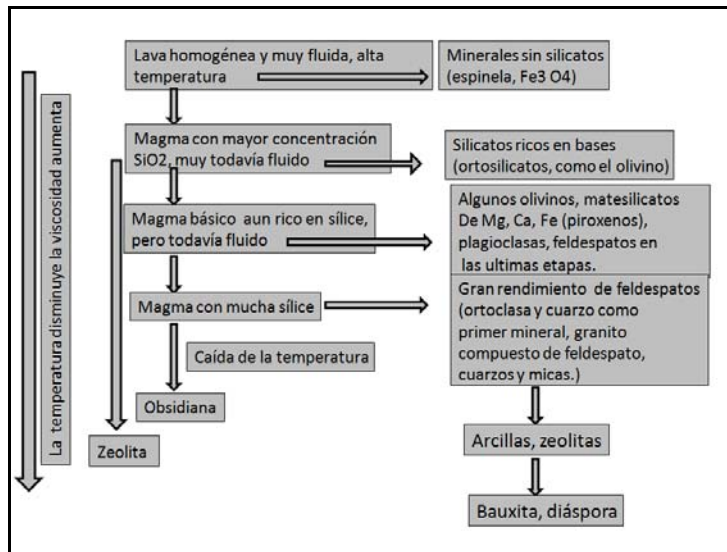 La temperatura disminuye la viscosidad aumenta
Lava homogénea y muy fluida, alta
temperatura
Minerales sin silicatos
(espinela, Fe3 O4)
Magma con mayor concentración
SiO2, muy todavía fluido
Silicatos ricos en bases
(ortosilicatos, como el olivino)
Magma básico aun rico en sílice,
pero todavía fluido
Algunos olivinos, matesilicatos
De Mg, Ca, Fe (piroxenos),
plagioclasas, feldespatos en
las ultimas etapas.
Magma con mucha sílice
Gran rendimiento de feldespatos
(ortoclasa y cuarzo como
primer mineral, granito
compuesto de feldespato,
cuarzos y micas.)
Caída de la temperatura
Obsidiana
Zeolita
Arcillas, zeolitas
Bauxita, diáspora